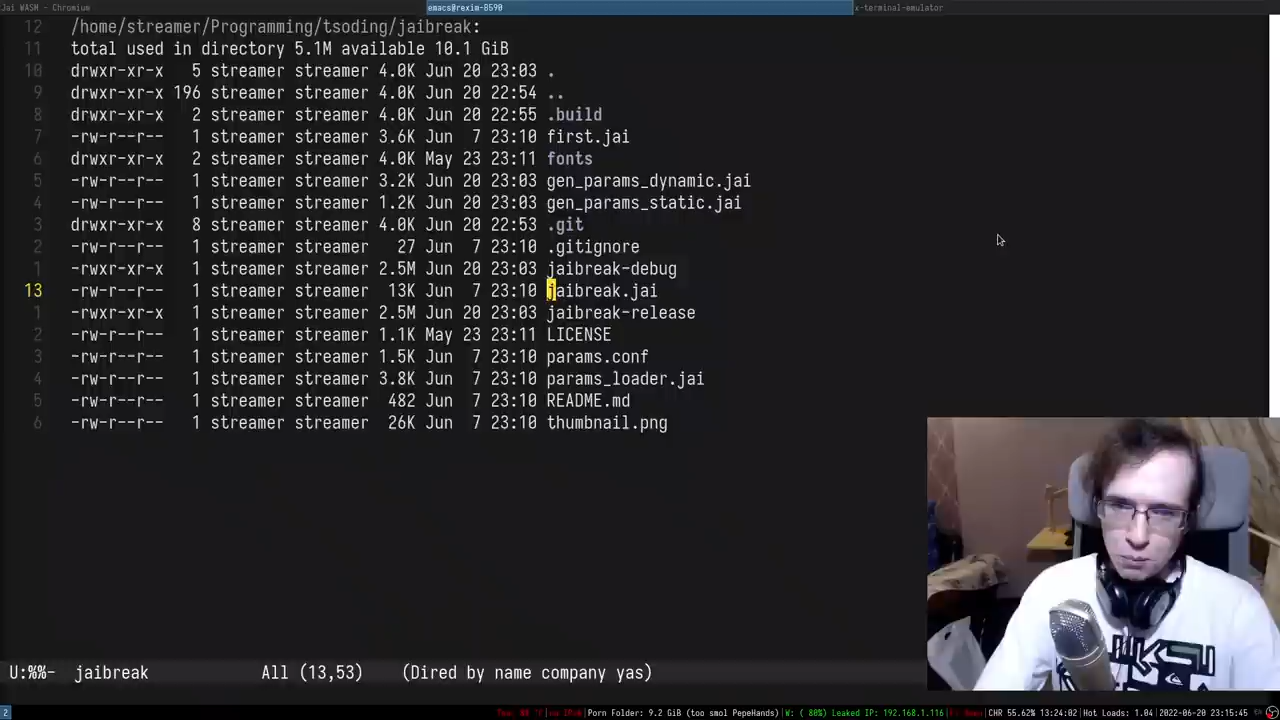 Jai WASM - Chromium
emacs@rexim-B590
x-terminal-emulator
12 /home/streamer/Programming/tsoding/jaibreak:
11 total used in directory 5.1M available 10.1 GiB
10 drwxr-xr-x 5 streamer streamer 4.0K Jun 20 23:03 .
9 drwxr-xr-x 196 streamer streamer 4.0K Jun 20 22:54 ..
8 drwxr-xr-x 2 streamer streamer 4.0K Jun 20 22:55 .build
7 -rw-r--r-- 1 streamer streamer 3.6K Jun 7 23:10 first.jai
6 drwxr-xr-x 2 streamer streamer 4.0K May 23 23:11 fonts
5 -rw-r--r-- 1 streamer streamer 3.2K Jun 20 23:03 gen_params_dynamic.jai
4 -rw-r--r-- 1 streamer streamer 1.2K Jun 20 23:03 gen_params_static.jai
3 drwxr-xr-x 8 streamer streamer 4.0K Jun 20 22:53 .git
2 -rw-r--r-- 1 streamer streamer 27 Jun 7 23:10 .gitignore
1 -rwxr-xr-x 1 streamer streamer 2.5M Jun 20 23:03 jaibreak-debug
13 -rw-r--r-- 1 streamer streamer 13K Jun 7 23:10 jaibreak.jai
1 -rwxr-xr-x 1 streamer streamer 2.5M Jun 20 23:03 jaibreak-release
2 -rw-r--r-- 1 streamer streamer 1.1K May 23 23:11 LICENSE
3 -rw-r--r-- 1 streamer streamer 1.5K Jun 7 23:10 params.conf
4 -rw-r--r-- 1 streamer streamer 3.8K Jun 7 23:10 params_loader.jai
5 -rw-r--r-- 1 streamer streamer 482 Jun 7 23:10 README.md
6 -rw-r--r-- 1 streamer streamer 26K Jun 7 23:10 thumbnail.png
U:%%- jaibreak All (13,53) (Dired by name company yas)
2 Porn Folder: 9.2 GiB (too smol PepeHands) W: ( 80%) Leaked IP: 192.168.1.116 CHR 55.62% 13:24:02 Hot Loads: 1.04 2022-06-20 23:15:45